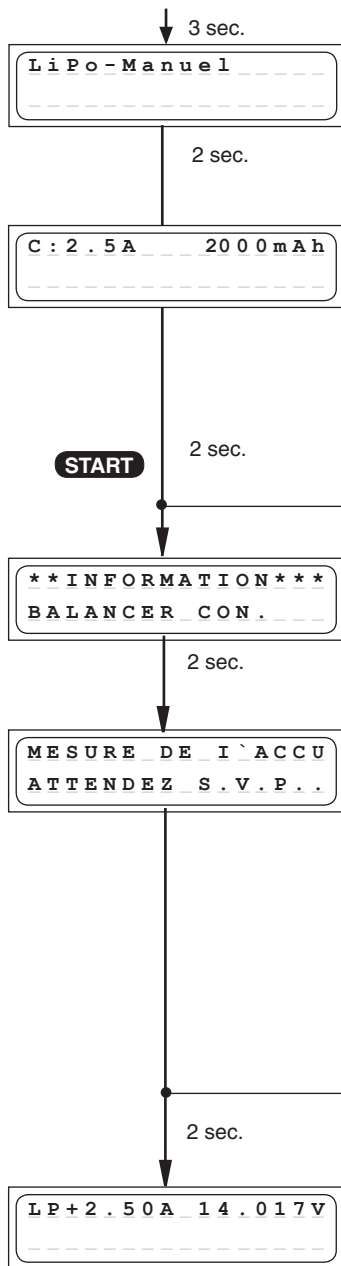 3 sec.
LiPo-Manuel
2 sec.
C:2.5A 2000mAh
START
2 sec.
**INFORMATION***
BALANCER CON.
2 sec.
MESURE DE I`ACCU
ATTENDEZ S.V.P..
2 sec.
LP+2.50A 14.017V